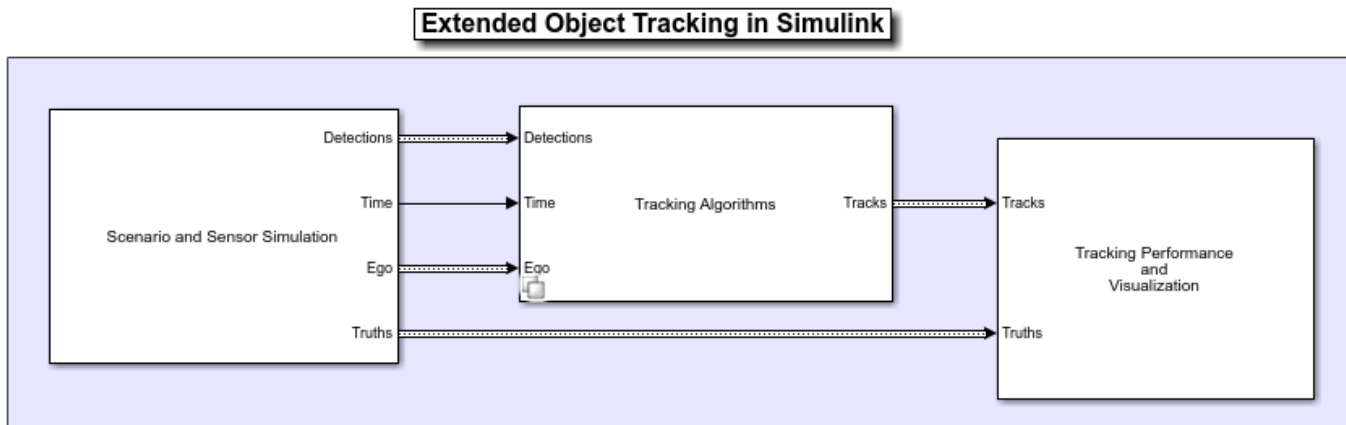 Extended Object Tracking in Simulink
Detections
Time
Scenario and Sensor Simulation
Ego
Truths
Detections
Time
Tracking Algorithms
Tracks
Ego
Tracks
Tracking Performance
and
Visualization
Truths